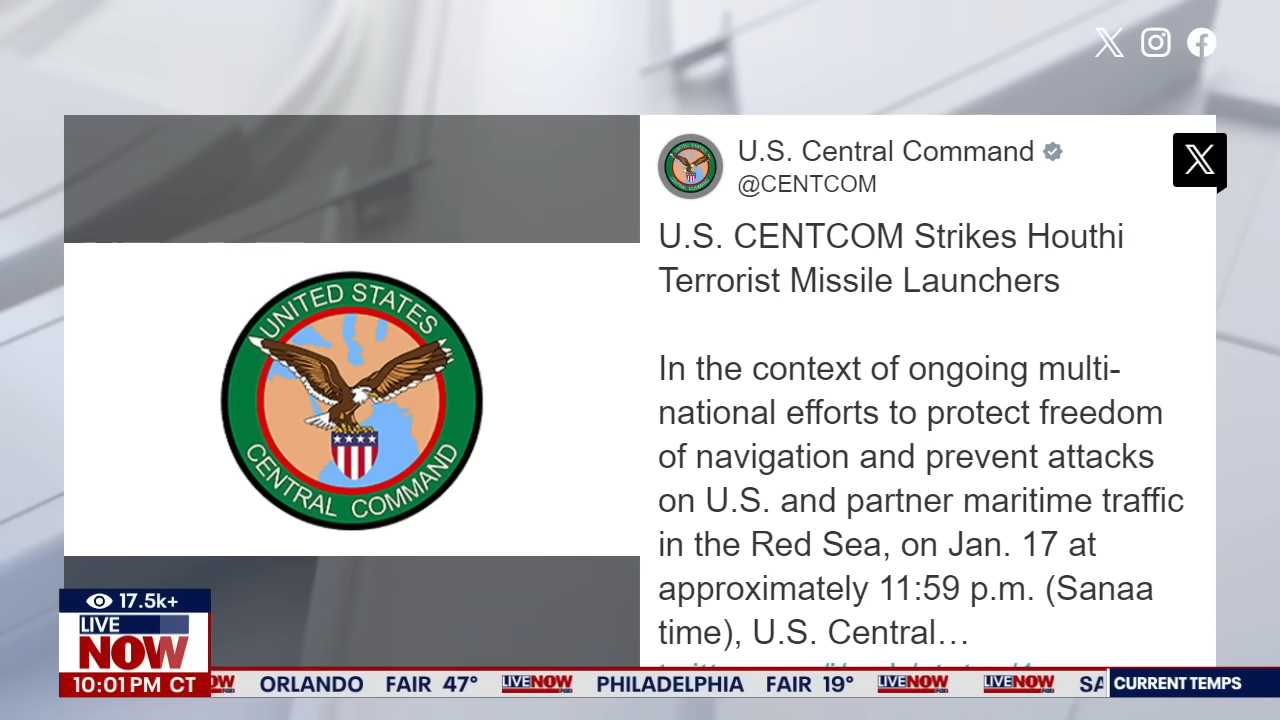 U.S. Central Command
@CENTCOM
U.S. CENTCOM Strikes Houthi
Terrorist Missile Launchers
In the context of ongoing multi-
national efforts to protect freedom
of navigation and prevent attacks
on U.S. and partner maritime traffic
in the Red Sea, on Jan. 17 at
approximately 11:59 p.m. (Sanaa
time), U.S. Central…
UNITED STATES
CENTRAL COMMAND
17.5k+
LIVE
NOW
10:01 PM CT
ORLANDO FAIR 47° LIVENOW PHILADELPHIA FAIR 19° LIVENOW LIVENOW
CURRENT TEMPS